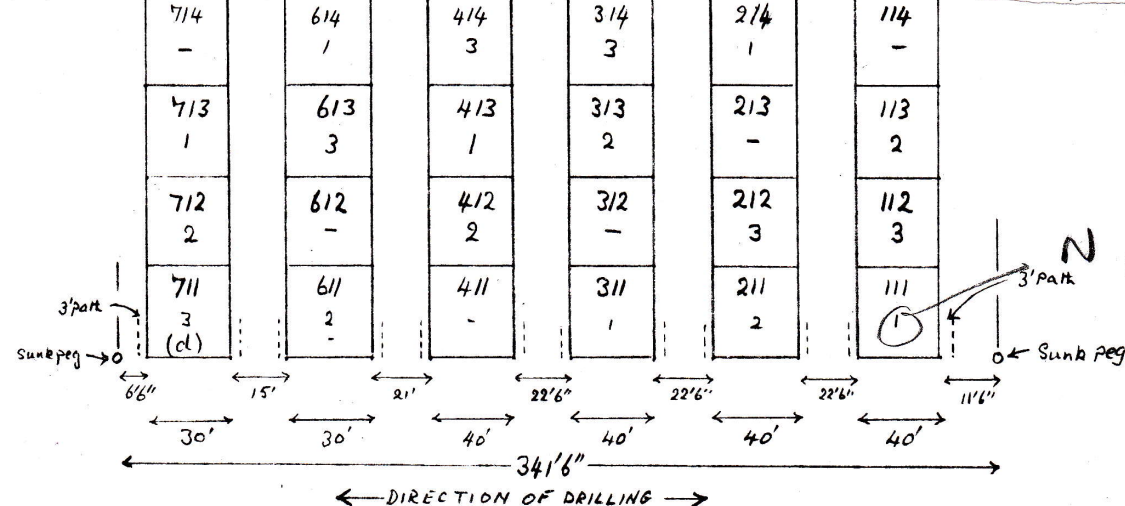 714 614 414 314 214 114
- 1 3 3 1 -
713 613 413 313 213 113
1 3 1 2 - 2
712 612 412 312 212 112
2 - 2 - 3 3
N
711 611 411 311 211 111
3'path 3 2 - 1 2 1 3'path
(d) -
Sunk peg Sunk peg
6'6" 15' 21' 22'6" 22'6" 22'6" 11'6"
30' 30' 40' 40' 40' 40'
341'6"
DIRECTION OF DRILLING